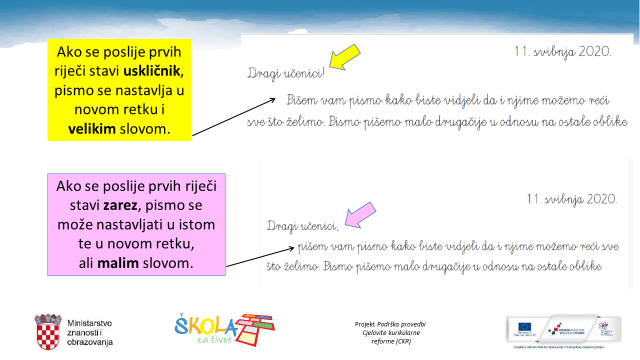 Ako se poslije prvih
riječi stavi uskličnik,
pismo se nastavlja u
novom retku i
velikim slovom.
11. svibnja 2020.
Dragi učenici!
Pišem vam pismo kako biste vidjeli da i njime možemo reći
sve što želimo. Pismo pišemo malo drugačije u odnosu na ostale oblike
Ako se poslije prvih riječi
stavi zarez, pismo se
može nastavljati u istom
te u novom retku,
ali malim slovom.
11. svibnja 2020.
Dragi učenici,
pišem vam pismo kako biste vidjeli da i njime možemo reći sve
što želimo. Pismo pišemo malo drugačije u odnosu na ostale oblike
Ministarstvo
znanosti i
obrazovanja
ŠKOLA
za život
Projekt Podrška provedbi
Cjelovite kurikularne
reforme (CKR)